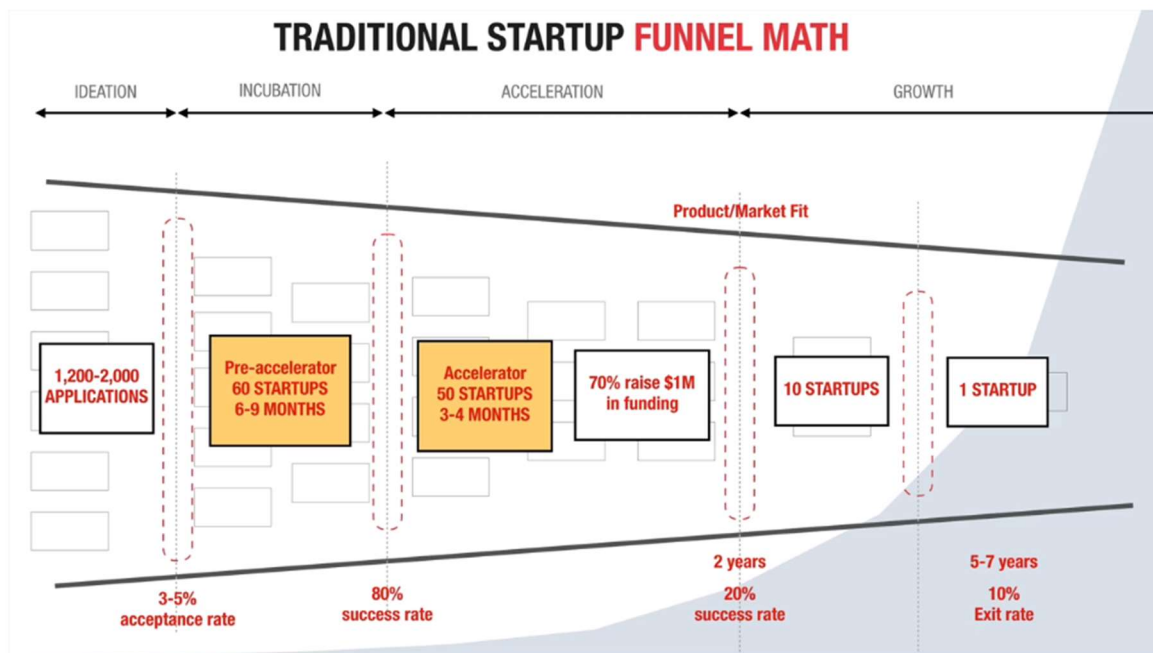 TRADITIONAL STARTUP FUNNEL MATH
IDEATION
INCUBATION
ACCELERATION
GROWTH
Product/Market Fit
1,200-2,000
APPLICATIONS
Pre-accelerator
60 STARTUPS
6-9 MONTHS
Accelerator
50 STARTUPS
3-4 MONTHS
70% raise $1M
in funding
10 STARTUPS
1 STARTUP
3-5%
acceptance rate
80%
success rate
2 years
20%
success rate
5-7 years
10%
Exit rate